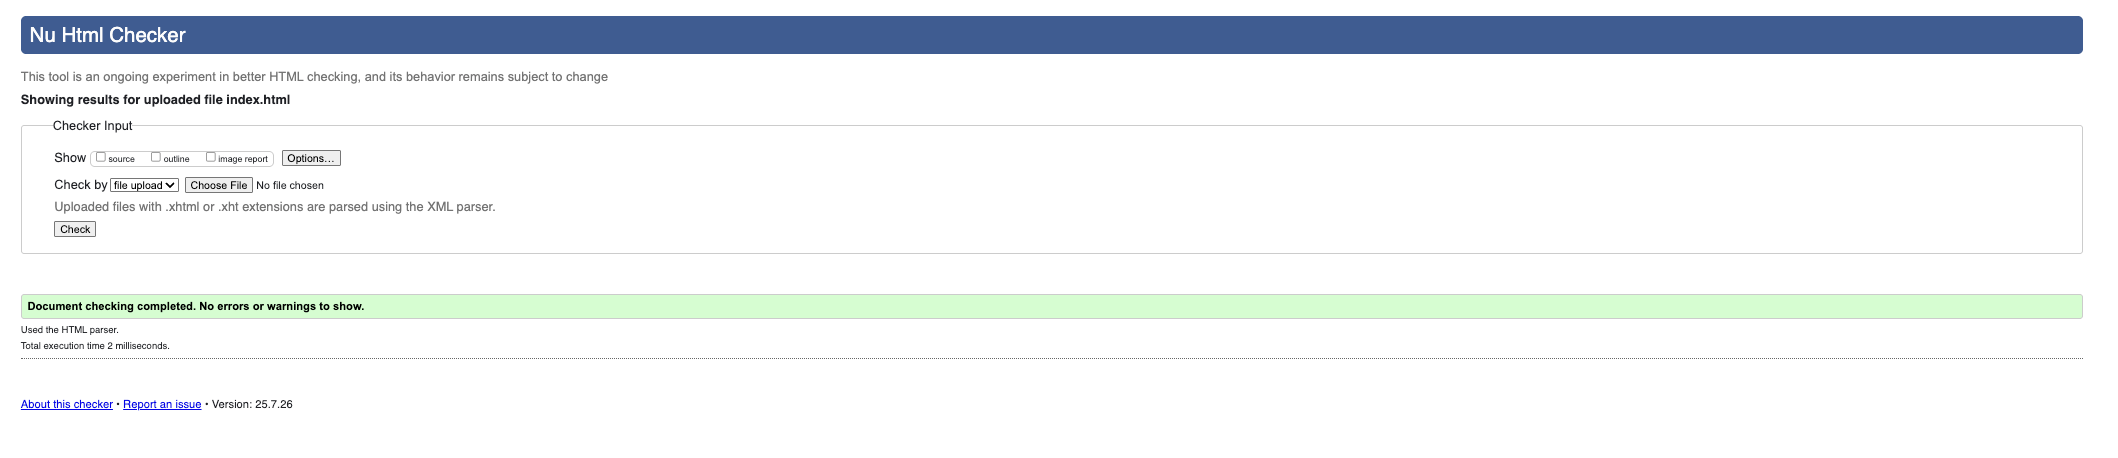 Nu Html Checker
This tool is an ongoing experiment in better HTML checking, and its behavior remains subject to change
Showing results for uploaded file index.html
Checker Input
Show source outline image report Options...
Check by file upload Choose File No file chosen
Uploaded files with .xhtml or .xht extensions are parsed using the XML parser.
Check
Document checking completed. No errors or warnings to show.
Used the HTML parser.
Total execution time 2 milliseconds.
About this checker • Report an issue • Version: 25.7.26